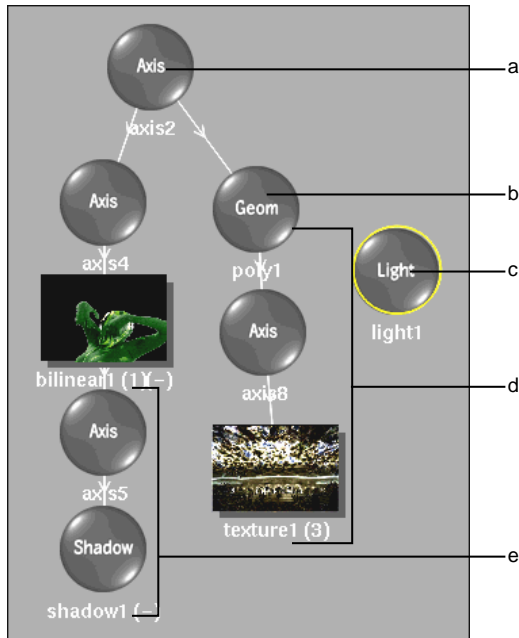 Axis
a
axis2
Axis
Geom
b
axis4
poly1
Light
c
light1
Axis
bilinear1 (1)(-)
axis8
d
Axis
axis5
texture1 (3)
Shadow
e
shadow1 (-)